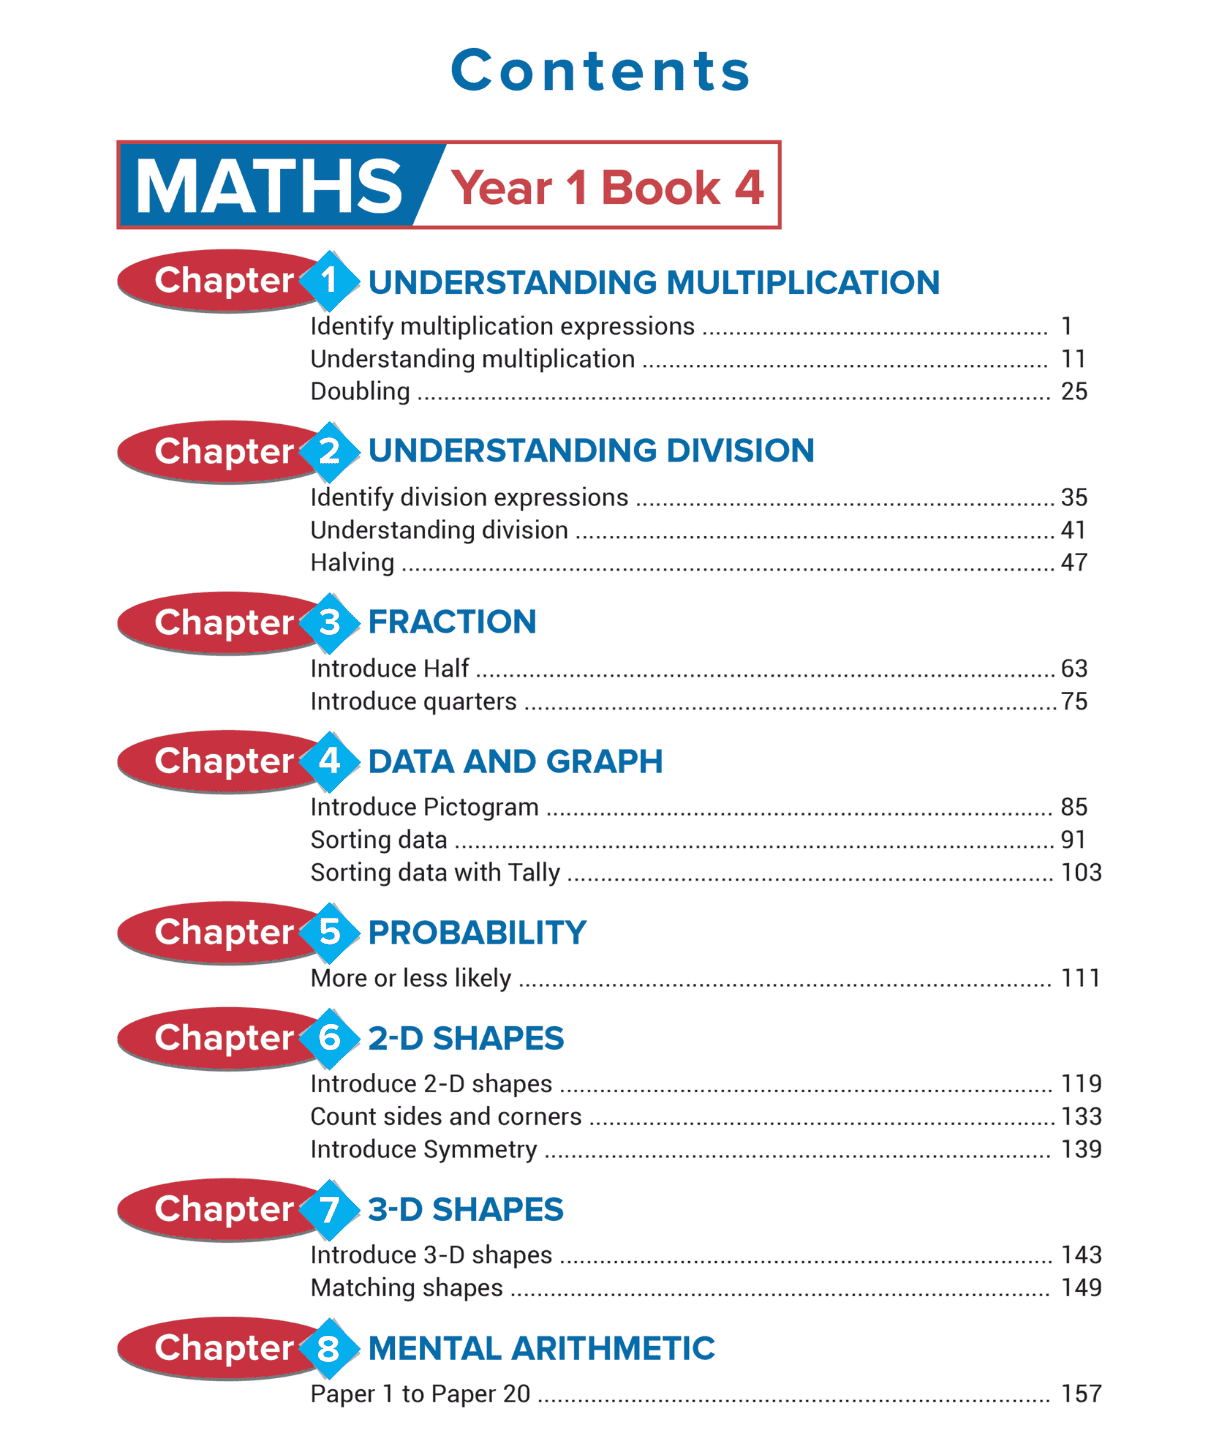 Contents
MATHS Year 1 Book 4
Chapter 1 UNDERSTANDING MULTIPLICATION
Identify multiplication expressions .................................................... 1
Understanding multiplication ............................................................. 11
Doubling ............................................................................................... 25
Chapter 2 UNDERSTANDING DIVISION
Identify division expressions ............................................................... 35
Understanding division ........................................................................ 41
Halving .................................................................................................. 47
Chapter 3 FRACTION
Introduce Half ....................................................................................... 63
Introduce quarters ................................................................................ 75
Chapter 4 DATA AND GRAPH
Introduce Pictogram ............................................................................ 85
Sorting data .......................................................................................... 91
Sorting data with Tally ......................................................................... 103
Chapter 5 PROBABILITY
More or less likely ................................................................................ 111
Chapter 6 2-D SHAPES
Introduce 2-D shapes .......................................................................... 119
Count sides and corners ...................................................................... 133
Introduce Symmetry ............................................................................ 139
Chapter 7 3-D SHAPES
Introduce 3-D shapes .......................................................................... 143
Matching shapes ................................................................................. 149
Chapter 8 MENTAL ARITHMETIC
Paper 1 to Paper 20 ............................................................................. 157